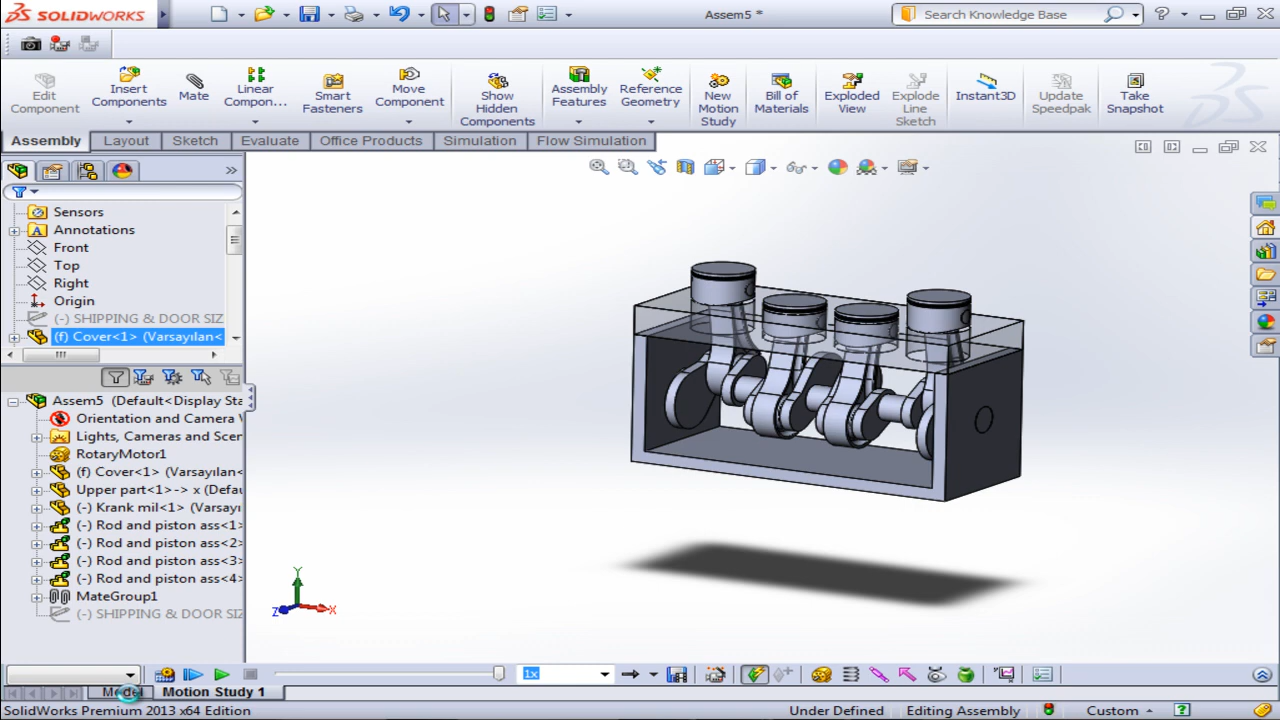 SOLIDWORKS
Assem5 *
Search Knowledge Base
Edit Component
Insert Components
Mate
Linear Compon...
Smart Fasteners
Move Component
Show Hidden Components
Assembly Features
Reference Geometry
New Motion Study
Bill of Materials
Exploded View
Explode Line Sketch
Instant3D
Update Speedpak
Take Snapshot
Assembly
Layout
Sketch
Evaluate
Office Products
Simulation
Flow Simulation
Sensors
Annotations
Front
Top
Right
Origin
(-) SHIPPING & DOOR SIZ
(f) Cover<1> (Varsayılan<
Assem5 (Default<Display Sta
Orientation and Camera V
Lights, Cameras and Scen
RotaryMotor1
(f) Cover<1> (Varsayılan<
Upper part<1>-> x (Defau
(-) Krank mil<1> (Varsayıl
(-) Rod and piston ass<1>
(-) Rod and piston ass<2>
(-) Rod and piston ass<3>
(-) Rod and piston ass<4>
MateGroup1
(-) SHIPPING & DOOR SIZ
Y
Z
X
1x
Model
Motion Study 1
SolidWorks Premium 2013 x64 Edition
Under Defined
Editing Assembly
Custom